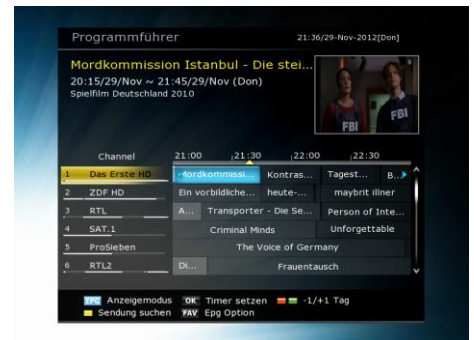 Programmführer
21:36/29-Nov-2012[Don]
Mordkommission Istanbul - Die stei...
20:15/29/Nov ~ 21:45/29/Nov (Don)
Spielfilm Deutschland 2010
FBI FBI
Channel 21:00 21:30 22:00 22:30
1 Das Erste HD Mordkommissi... Kontras... Tagest... B...
2 ZDF HD Ein vorbildliche... heute-... maybrit illner
3 RTL A... Transporter - Die Se... Person of Inte...
4 SAT.1 Criminal Minds Unforgettable
5 ProSieben The Voice of Germany
6 RTL2 Di... Frauentausch
Anzeigemodus OK Timer setzen -1/+1 Tag
Sendung suchen FAV Epg Option